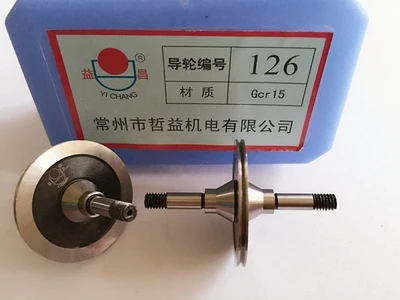 益 昌 ®
YI CHANG
导轮编号 126
材质 Gcr15
常州市哲益机电有限公司